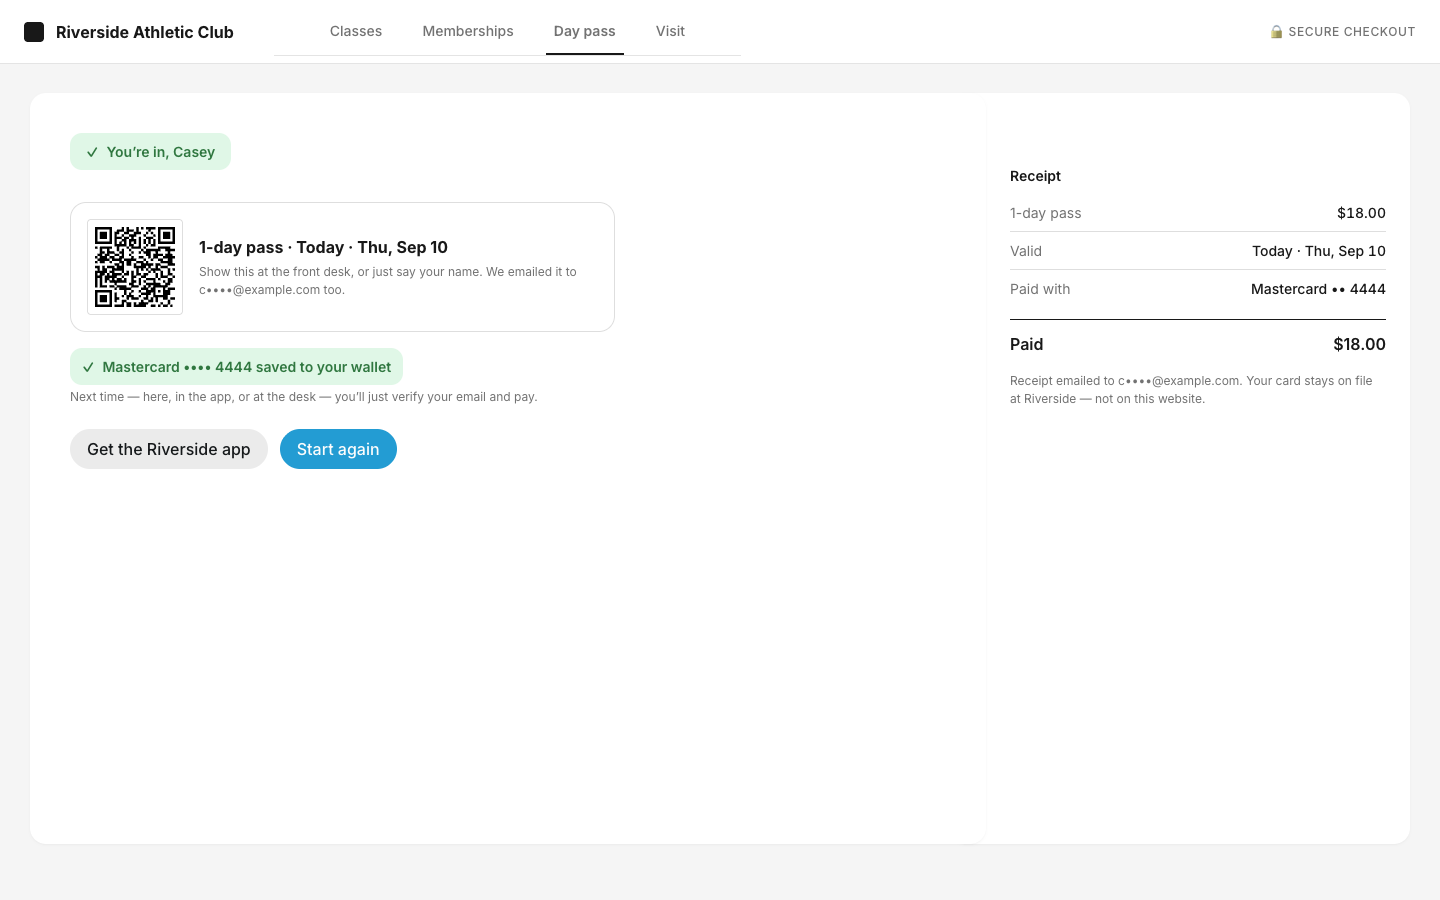 Riverside Athletic Club
Classes
Memberships
Day pass
Visit
SECURE CHECKOUT
✓ You’re in, Casey
1-day pass · Today · Thu, Sep 10
Show this at the front desk, or just say your name. We emailed it to
c••••@example.com too.
✓ Mastercard •••• 4444 saved to your wallet
Next time — here, in the app, or at the desk — you’ll just verify your email and pay.
Get the Riverside app
Start again
Receipt
1-day pass $18.00
Valid Today · Thu, Sep 10
Paid with Mastercard •• 4444
Paid $18.00
Receipt emailed to c••••@example.com. Your card stays on file
at Riverside — not on this website.